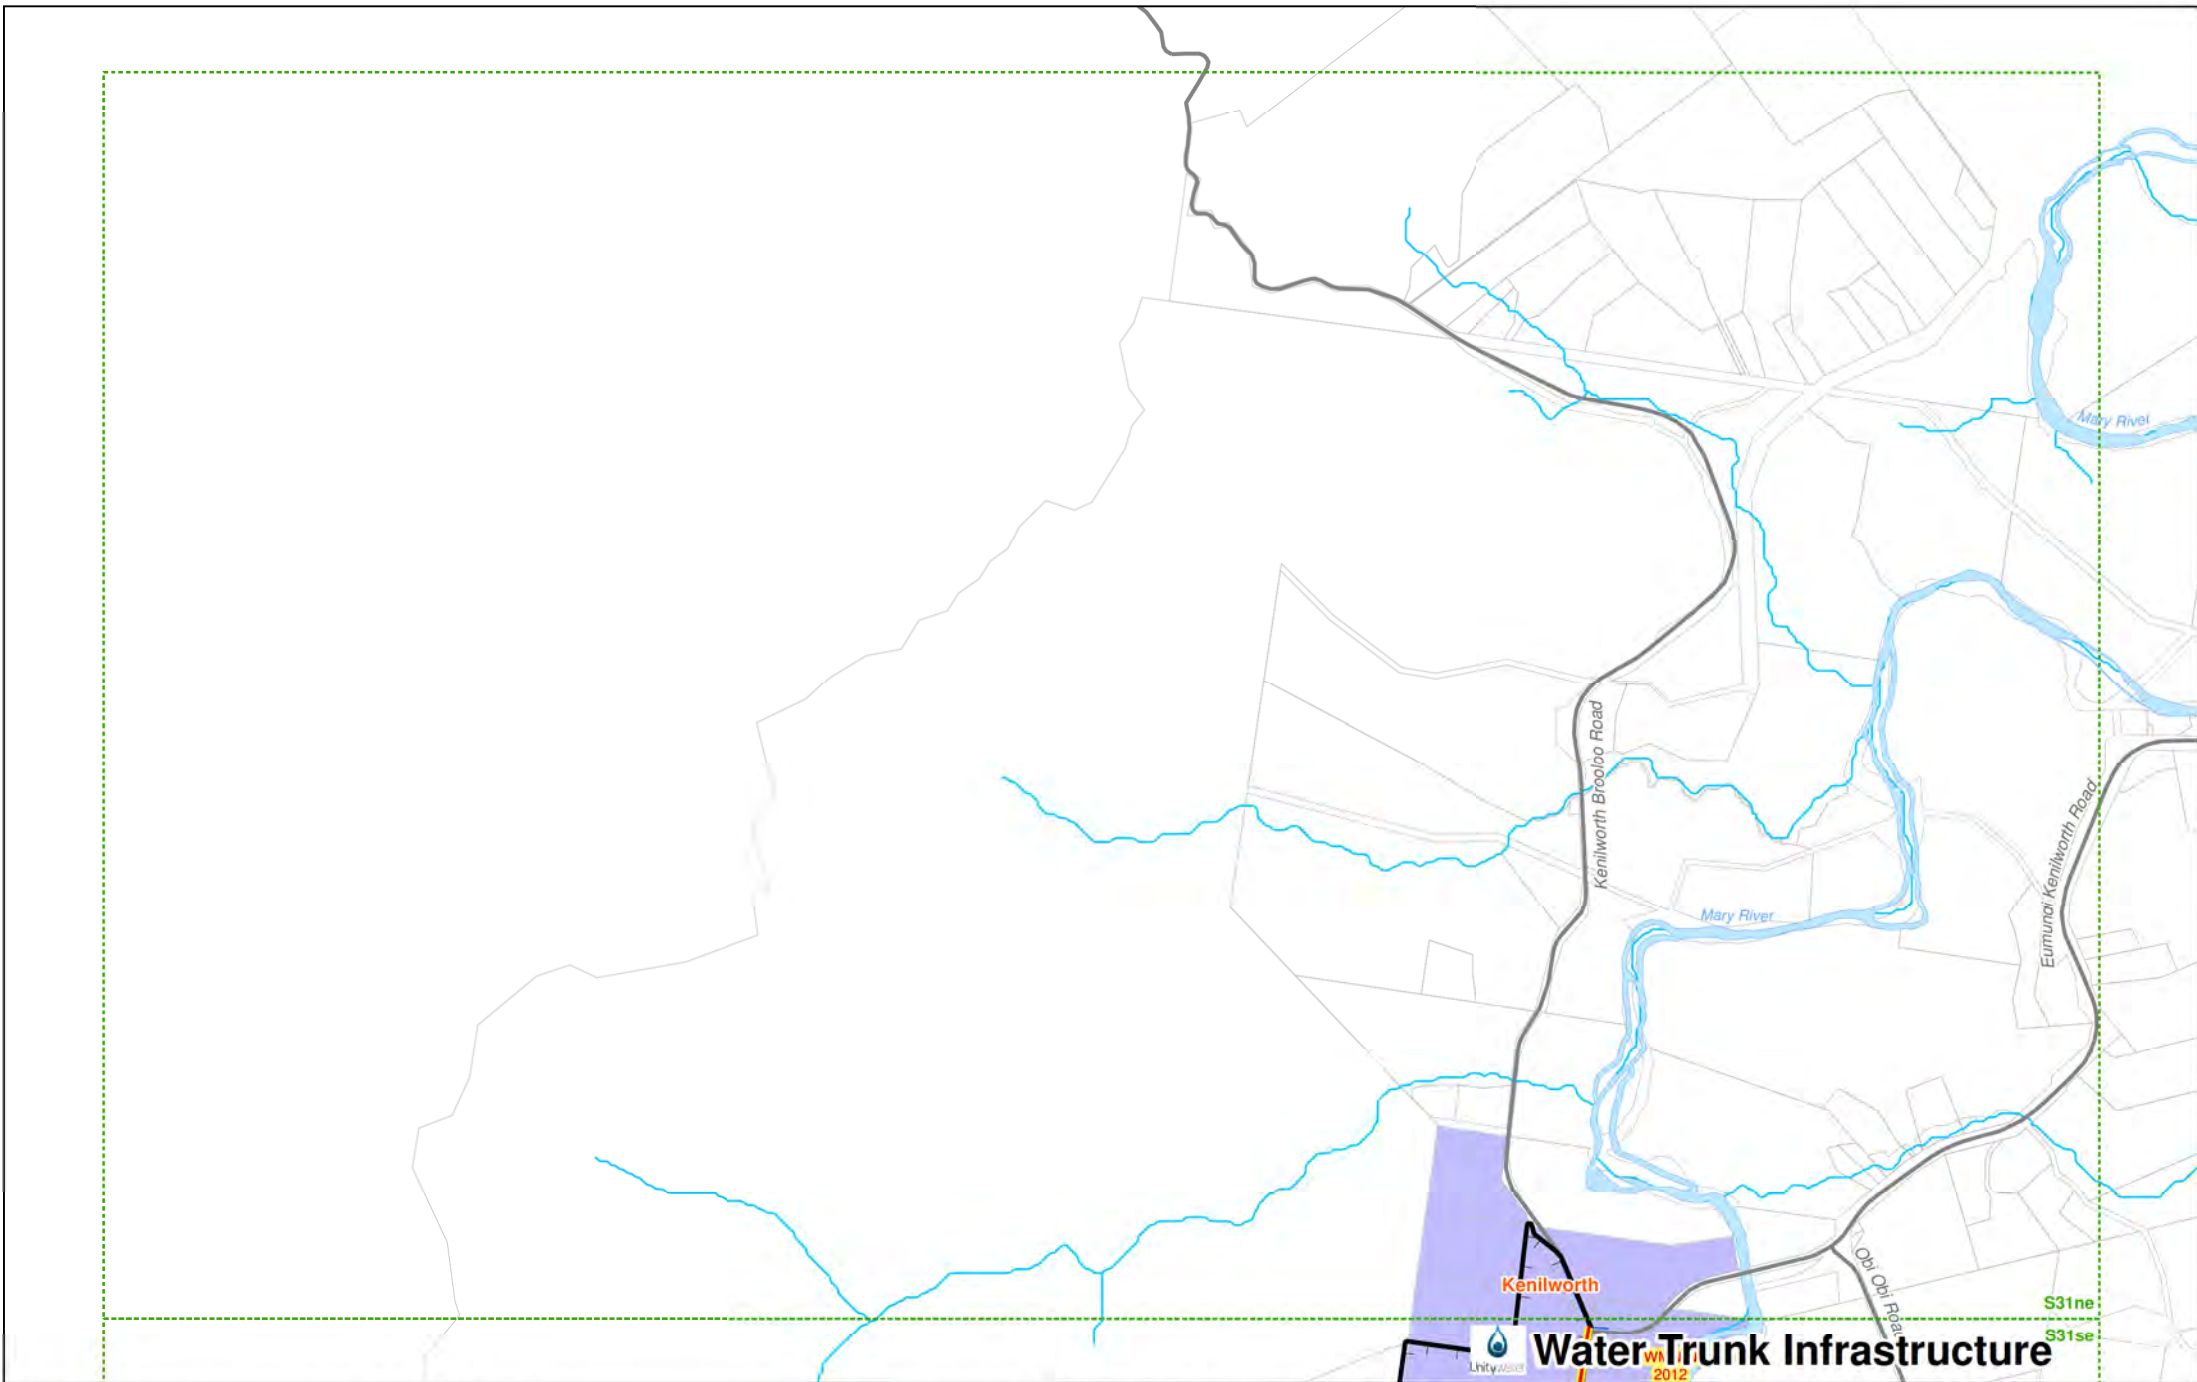 Mary River
Kenilworth Brooloo Road
Eumundi Kenilworth Road
Mary River
Kenilworth
Obi Obi Road
S31ne
S31se
Unitywater
Water Trunk Infrastructure
2012